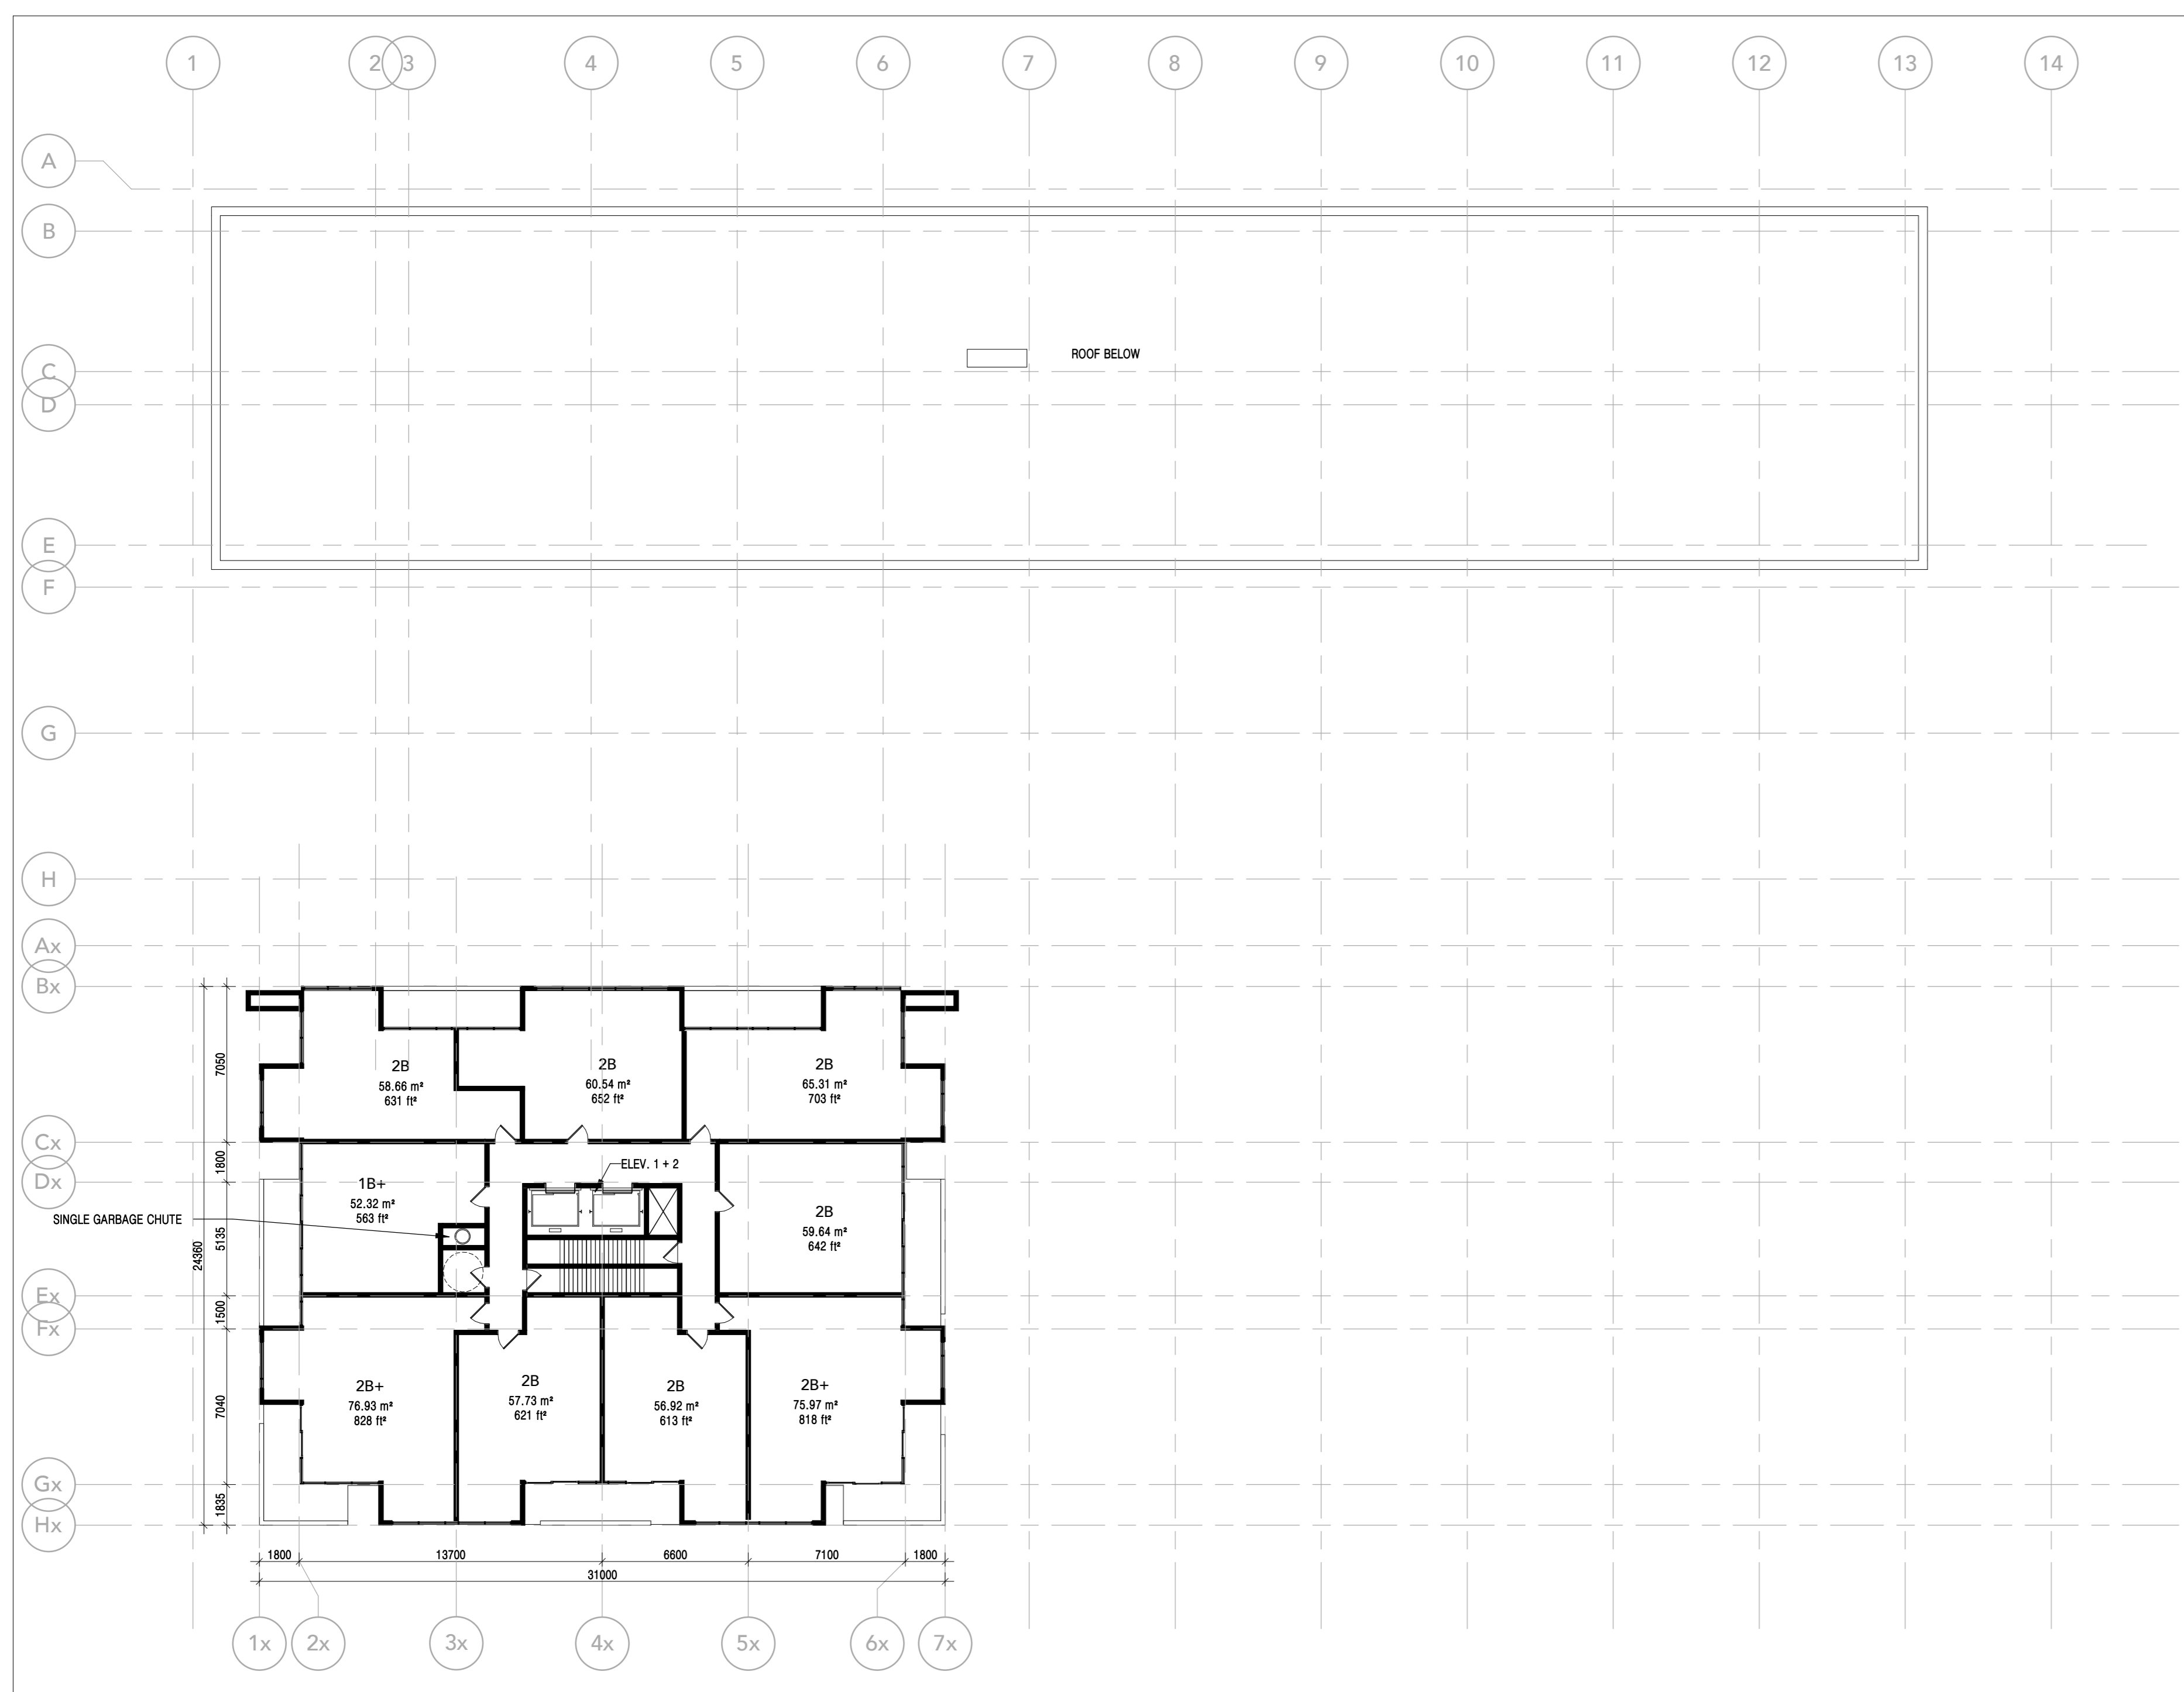 1 2 3 4 5 6 7 8 9 10 11 12 13 14
A
B
ROOF BELOW
C
D
E
F
G
H
Ax
Bx
2B
58.66 m²
631 ft²
2B
60.54 m²
652 ft²
2B
65.31 m²
703 ft²
7050
Cx
1800
Dx
ELEV. 1 + 2
1B+
52.32 m²
563 ft²
SINGLE GARBAGE CHUTE
2B
59.64 m²
642 ft²
5135
24360
Ex
1500
Fx
2B+
76.93 m²
828 ft²
2B
57.73 m²
621 ft²
2B
56.92 m²
613 ft²
2B+
75.97 m²
818 ft²
7040
Gx
1835
Hx
1800 13700 6600 7100 1800
31000
1x 2x 3x 4x 5x 6x 7x